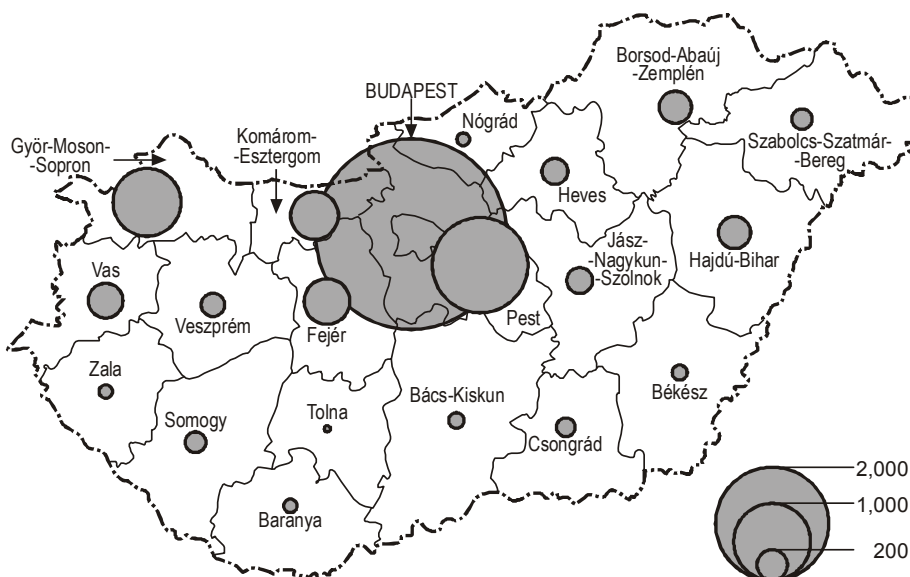 Borsod-Abaúj
-Zemplén
BUDAPEST
Nógrád
Komárom-
-Esztergom
Györ-Moson-
-Sopron
Szabolcs-Szatmár-
-Bereg
Heves
Jász-
-Nagykun-
-Szolnok
Hajdú-Bihar
Vas
Veszprém
Fejér
Pest
Zala
Somogy
Tolna
Bács-Kiskun
Békész
Csongrád
Baranya
2,000
1,000
200